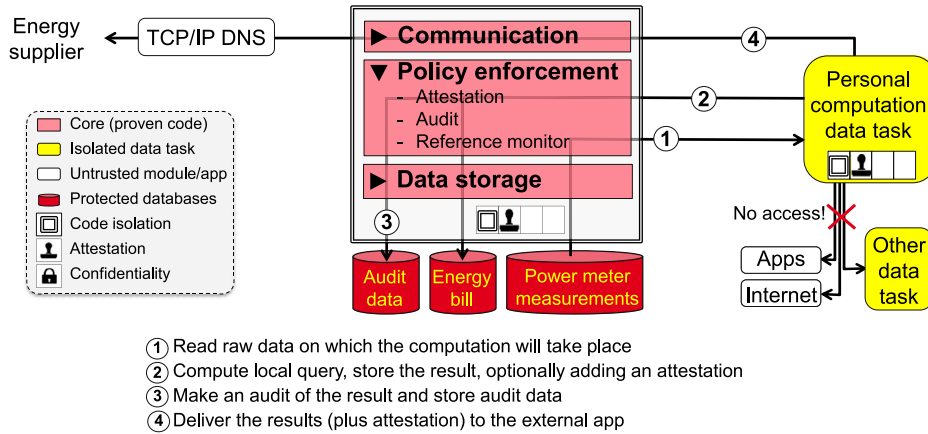 Energy
supplier
TCP/IP DNS
▶ Communication
④
▼ Policy enforcement
- Attestation
- Audit
- Reference monitor
②
①
Personal
computation
data task
Core (proven code)
Isolated data task
Untrusted module/app
Protected databases
Code isolation
Attestation
Confidentiality
▶ Data storage
③
No access!
Audit
data
Energy
bill
Power meter
measurements
Apps
Internet
Other
data
task
① Read raw data on which the computation will take place
② Compute local query, store the result, optionally adding an attestation
③ Make an audit of the result and store audit data
④ Deliver the results (plus attestation) to the external app